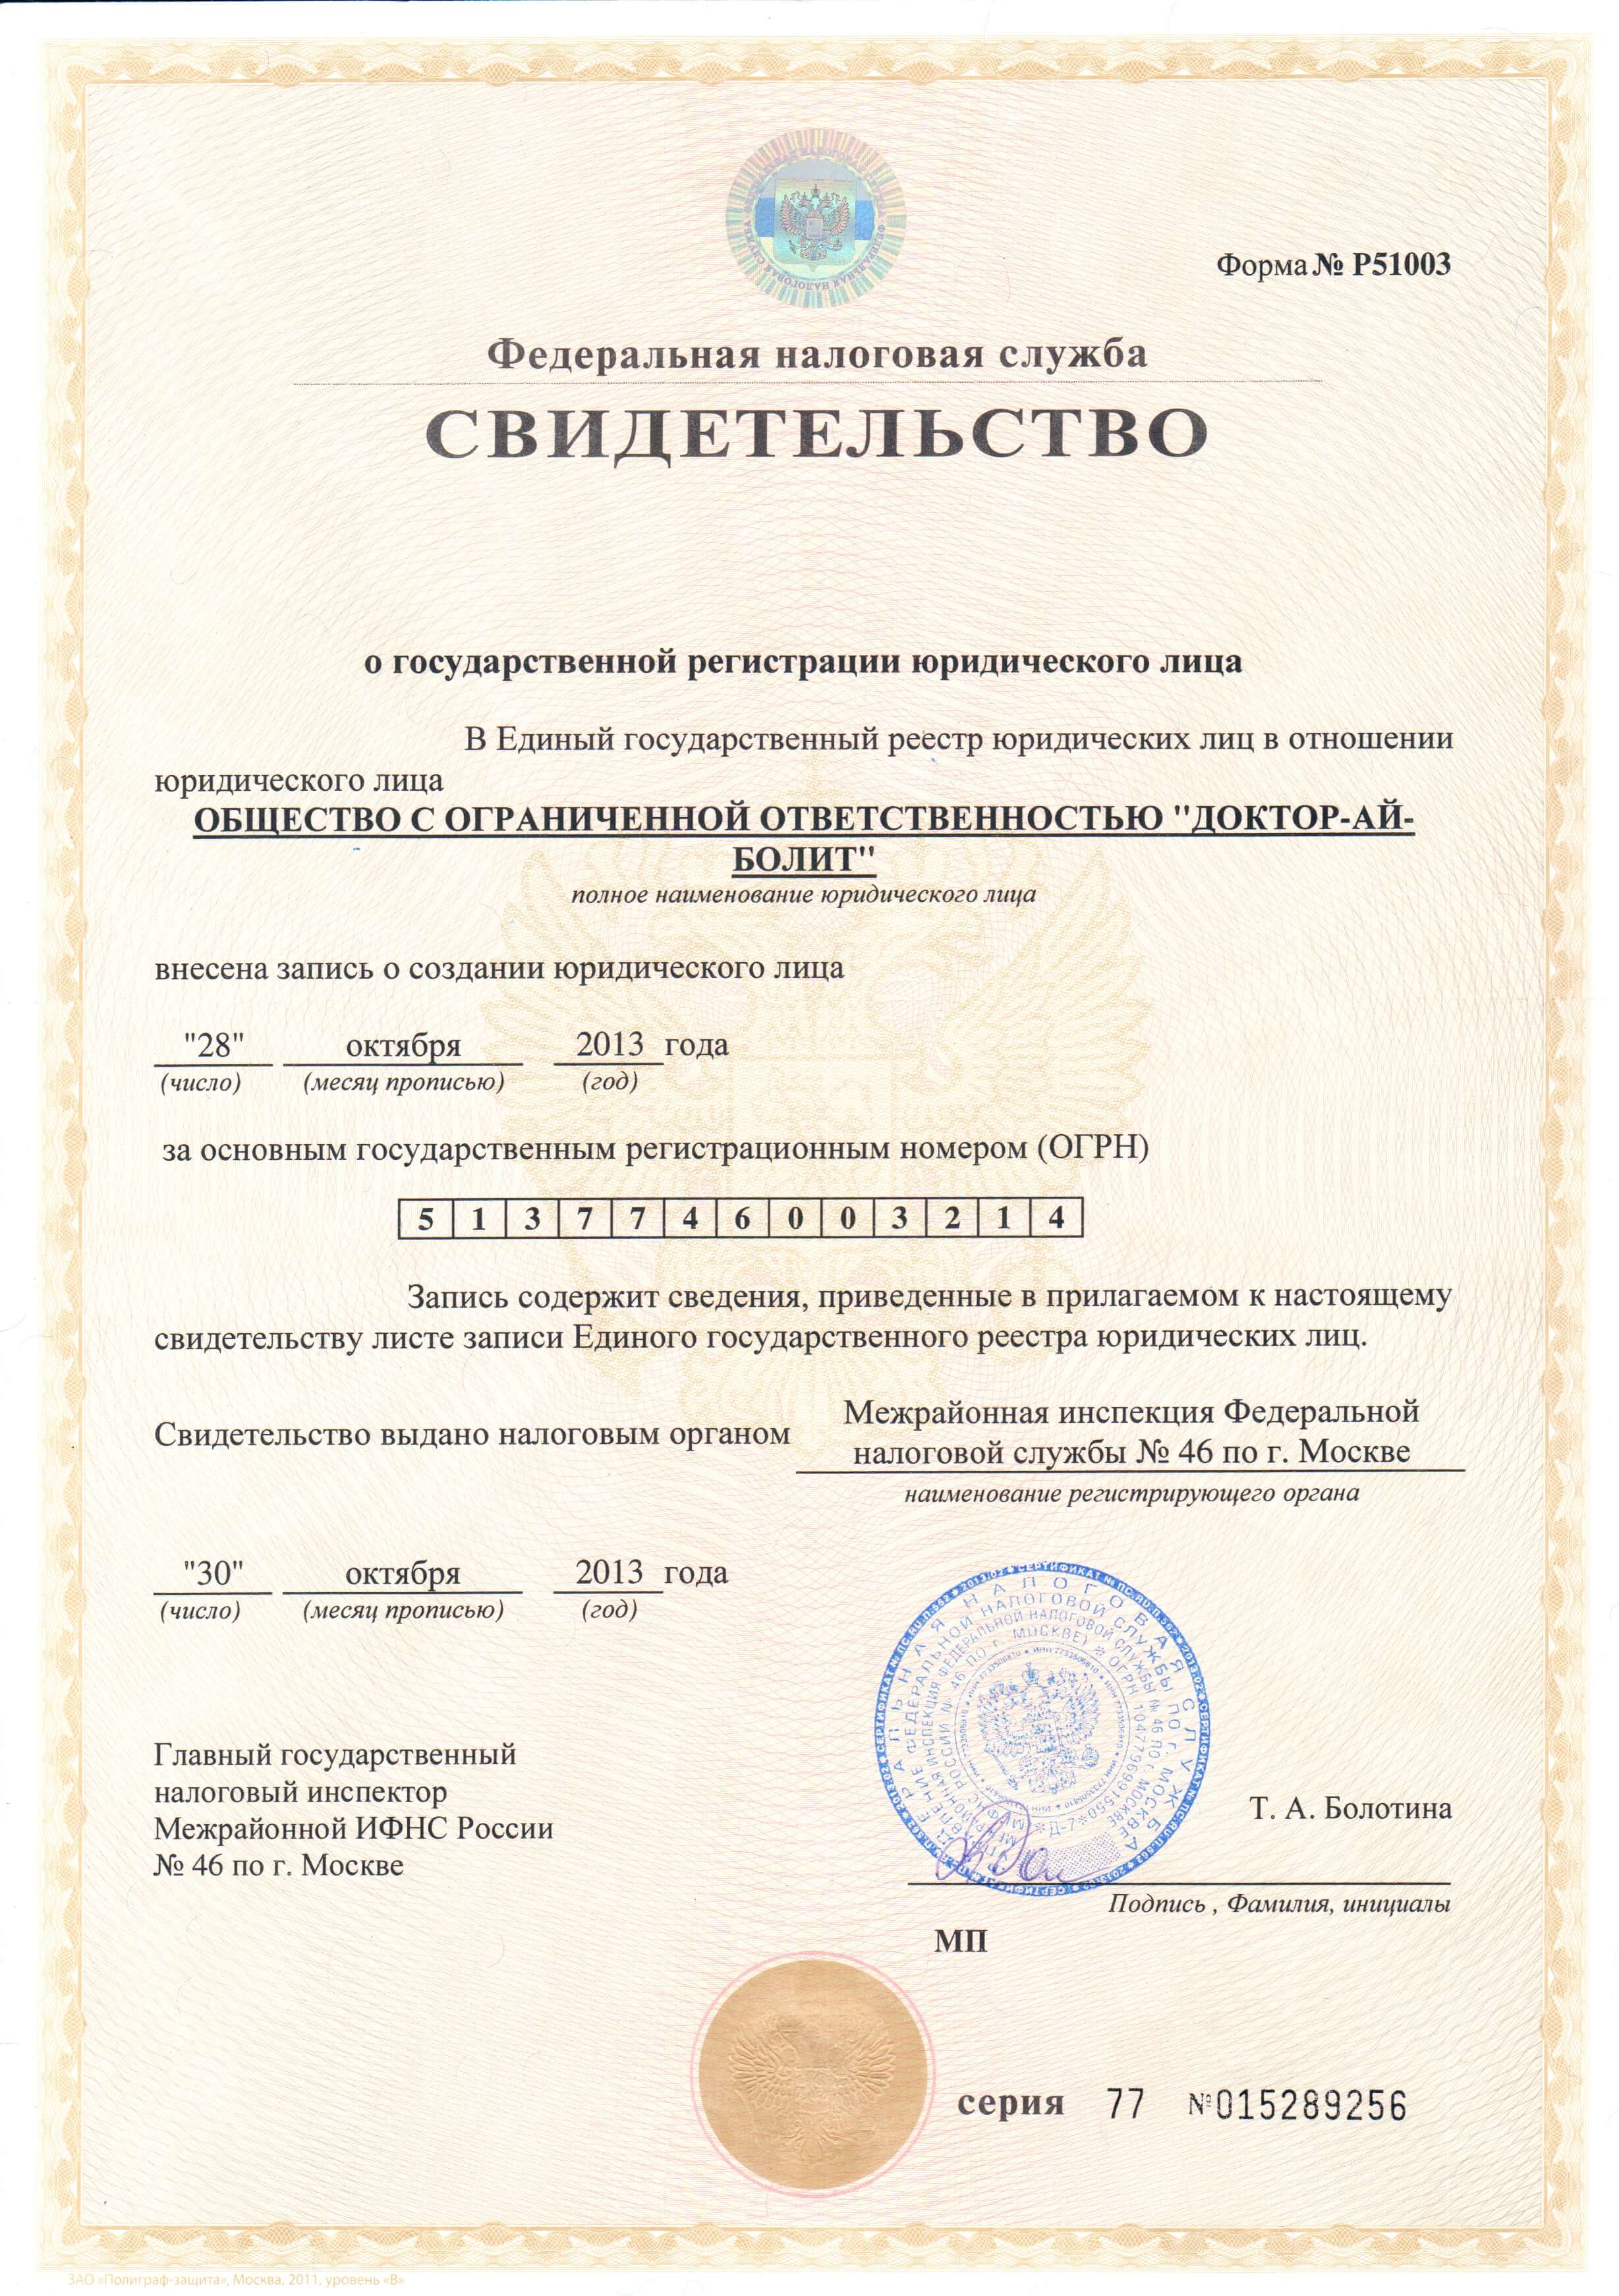 Форма № Р51003
Федеральная налоговая служба
СВИДЕТЕЛЬСТВО
о государственной регистрации юридического лица
В Единый государственный реестр юридических лиц в отношении
юридического лица
ОБЩЕСТВО С ОГРАНИЧЕННОЙ ОТВЕТСТВЕННОСТЬЮ "ДОКТОР-АЙ-
БОЛИТ"
полное наименование юридического лица
внесена запись о создании юридического лица
"28" октября 2013 года
(число) (месяц прописью) (год)
за основным государственным регистрационным номером (ОГРН)
5 1 3 7 7 4 6 0 0 3 2 1 4
Запись содержит сведения, приведенные в прилагаемом к настоящему
свидетельству листе записи Единого государственного реестра юридических лиц.
Свидетельство выдано налоговым органом
Межрайонная инспекция Федеральной
налоговой службы № 46 по г. Москве
наименование регистрирующего органа
"30" октября 2013 года
(число) (месяц прописью) (год)
Главный государственный
налоговый инспектор
Межрайонной ИФНС России
№ 46 по г. Москве
Т. А. Болотина
Подпись , Фамилия, инициалы
МП
серия 77 №015289256
ЗАО «Полиграф-защита», Москва, 2011, уровень «В»